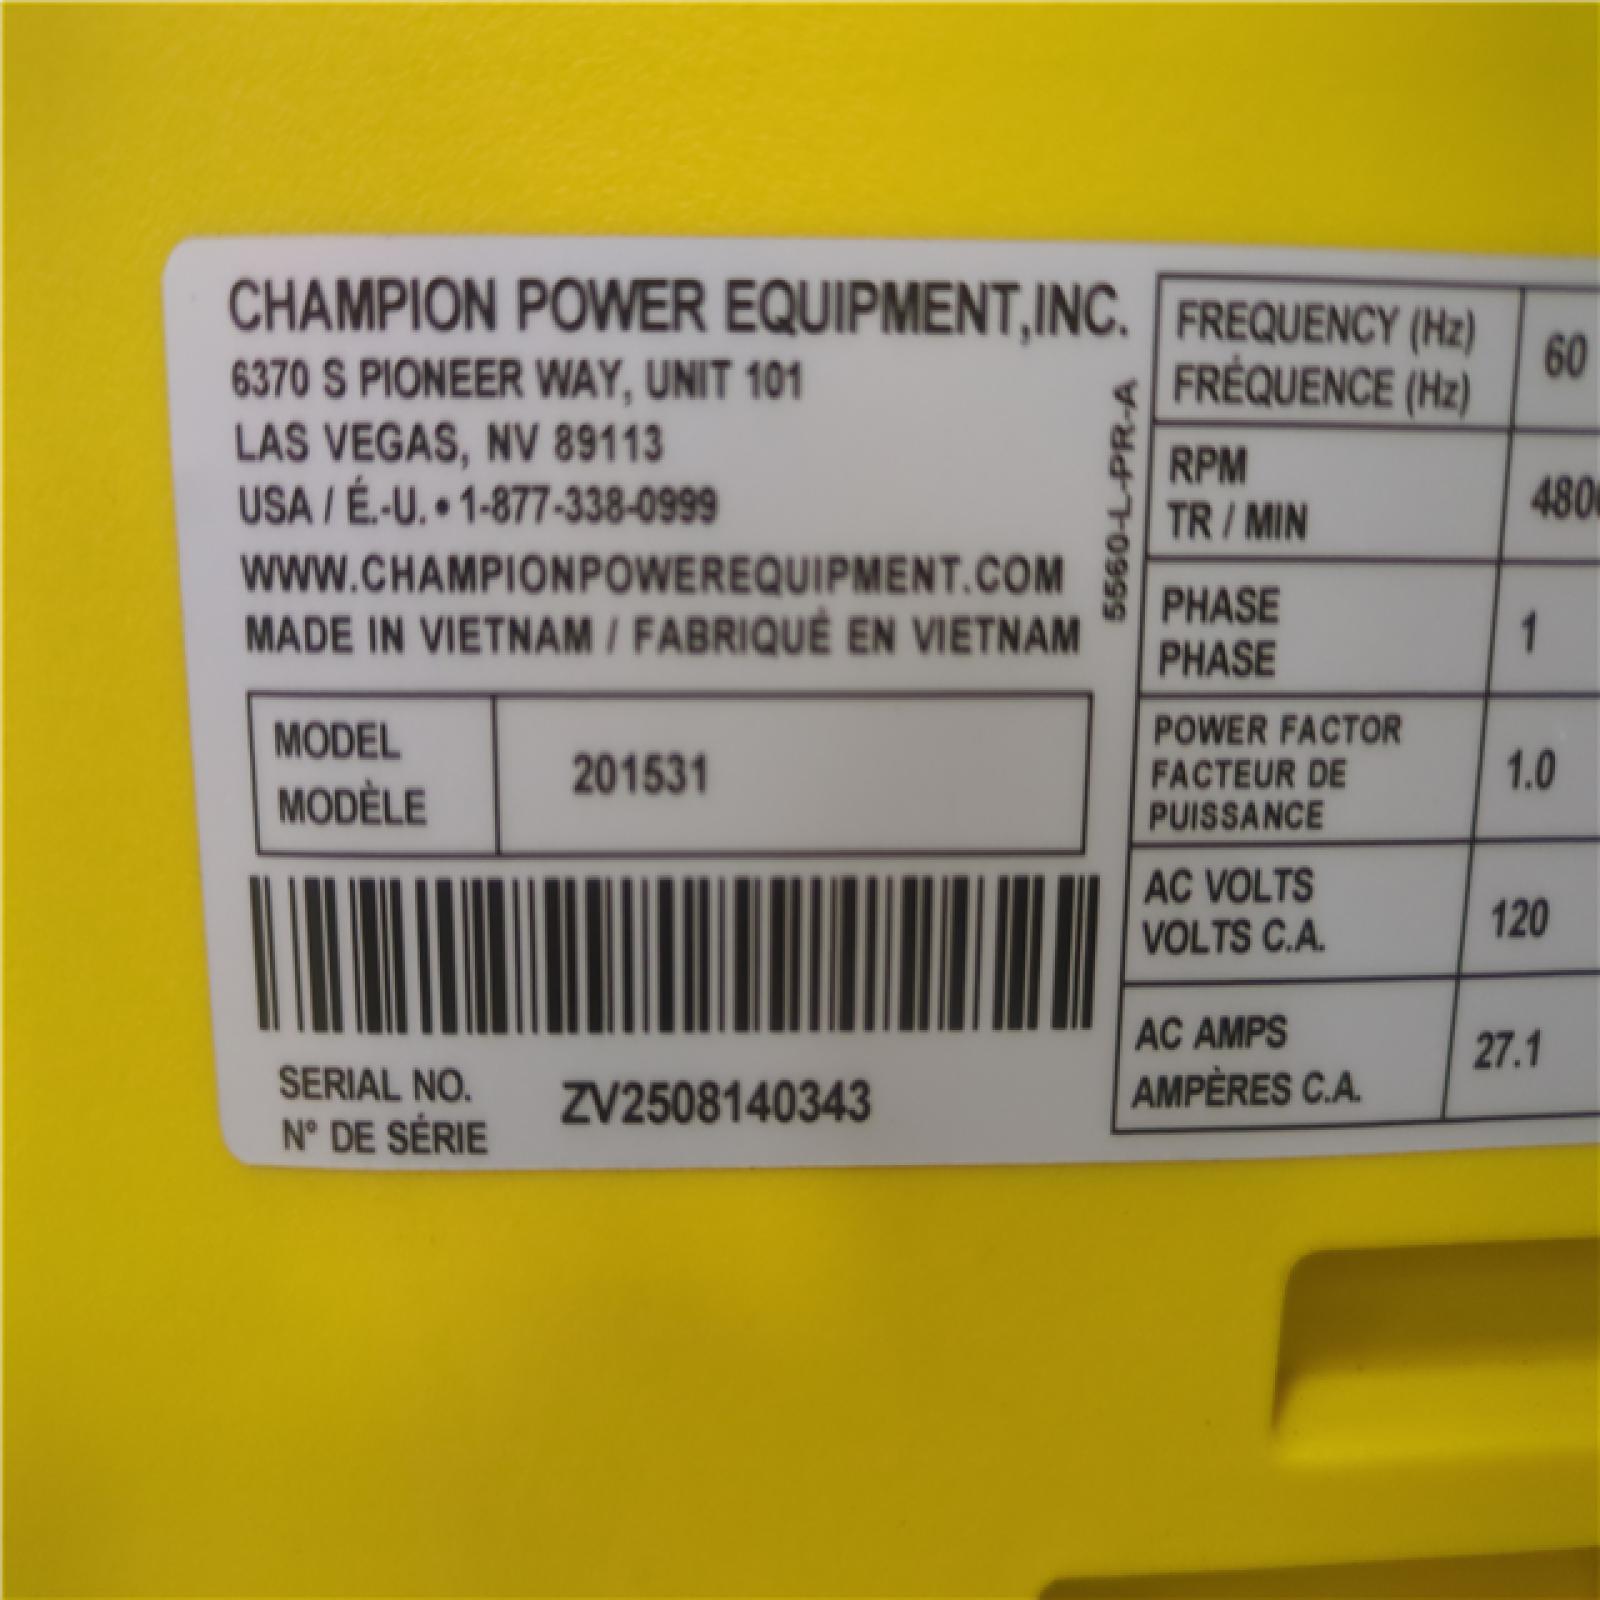 CHAMPION POWER EQUIPMENT,INC.
6370 S PIONEER WAY, UNIT 101
LAS VEGAS, NV 89113
USA / É.-U. • 1-877-338-0999
WWW.CHAMPIONPOWEREQUIPMENT.COM
MADE IN VIETNAM / FABRIQUÉ EN VIETNAM
MODEL
MODÈLE
201531
SERIAL NO.
N° DE SÉRIE
ZV2508140343
5560-L-PR-A
FREQUENCY (Hz)
FRÉQUENCE (Hz)
60
RPM
TR / MIN
PHASE
PHASE
1
POWER FACTOR
FACTEUR DE
PUISSANCE
1.0
AC VOLTS
VOLTS C.A.
120
AC AMPS
AMPÈRES C.A.
27.1